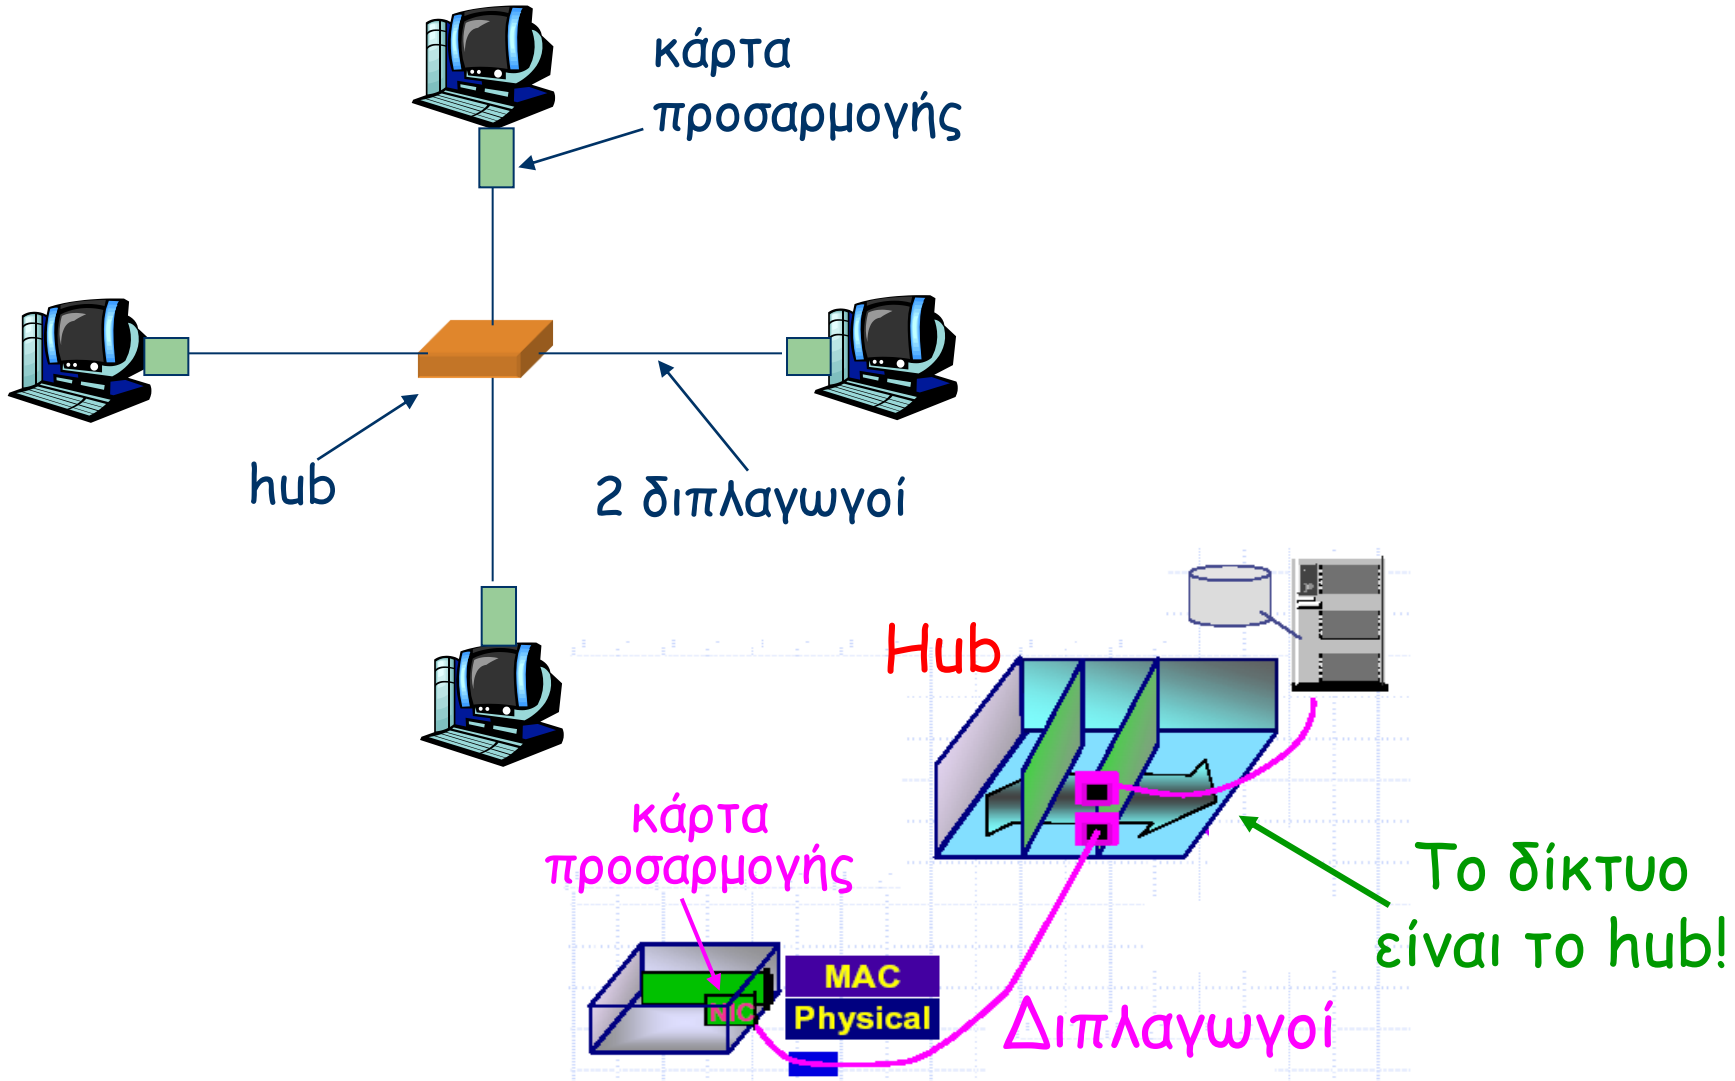 κάρτα
προσαρμογής
hub
2 διπλαγωγοί
Hub
κάρτα
προσαρμογής
Το δίκτυο
είναι το hub!
MAC
NIC
Physical
Διπλαγωγοί